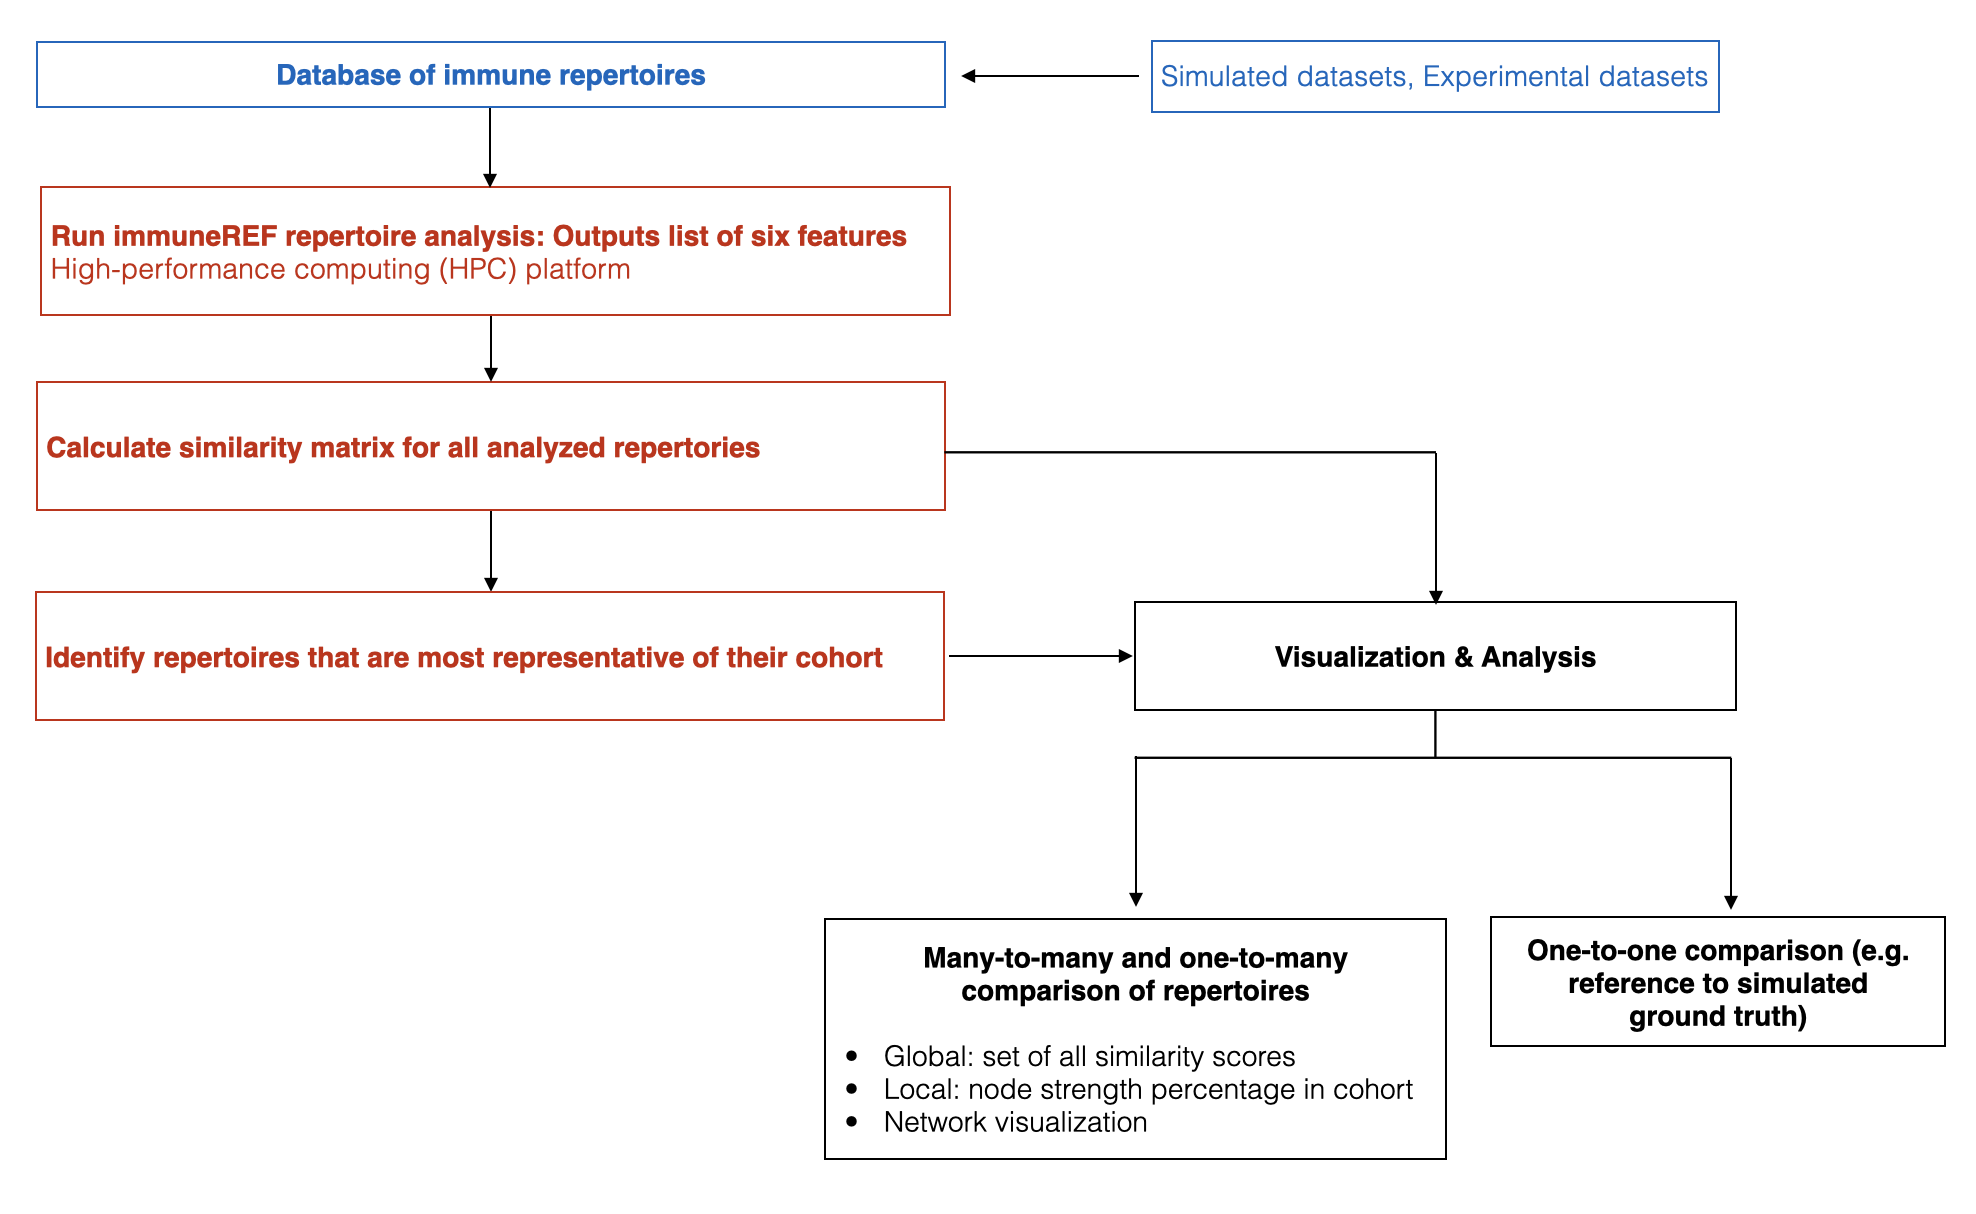 Database of immune repertoires
Simulated datasets, Experimental datasets
Run immuneREF repertoire analysis: Outputs list of six features
High-performance computing (HPC) platform
Calculate similarity matrix for all analyzed repertories
Identify repertoires that are most representative of their cohort
Visualization & Analysis
Many-to-many and one-to-many
comparison of repertoires
• Global: set of all similarity scores
• Local: node strength percentage in cohort
• Network visualization
One-to-one comparison (e.g.
reference to simulated
ground truth)